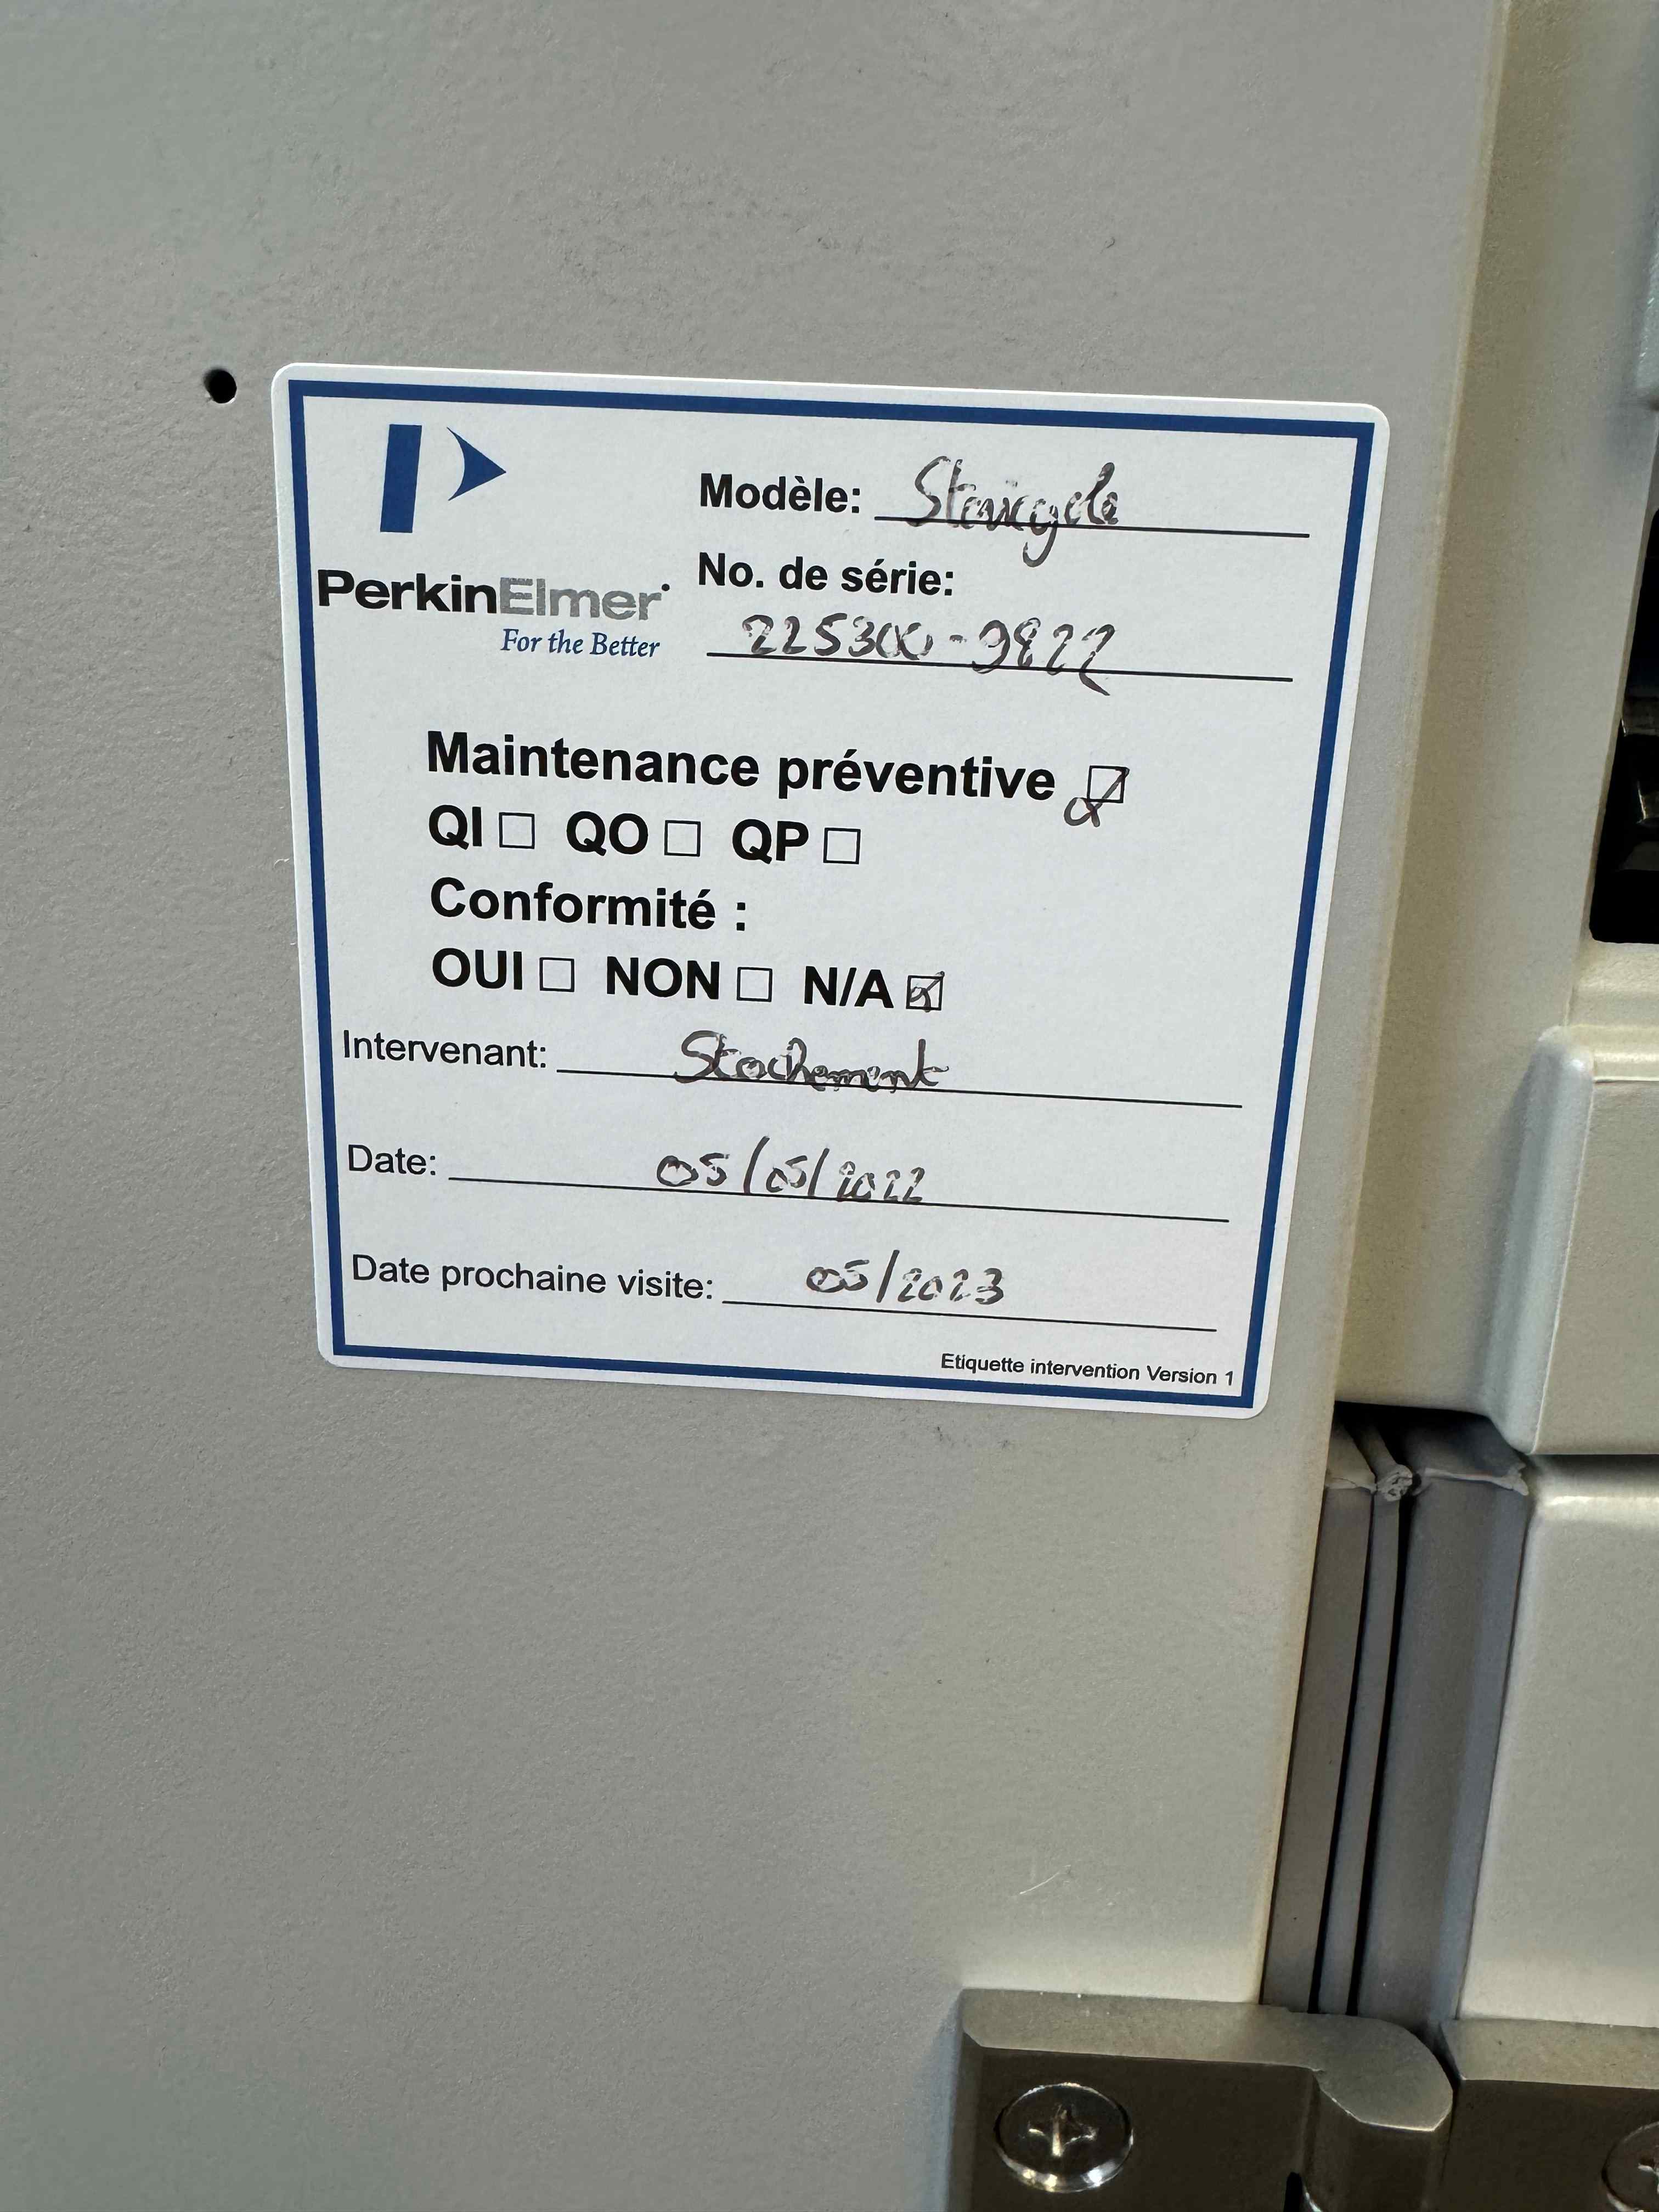 Modèle: Storacycle
PerkinElmer
For the Better
No. de série:
225300-9822
Maintenance préventive ☑
QI ☐ QO ☐ QP ☐
Conformité :
OUI ☐ NON ☐ N/A ☑
Intervenant:
Date: 05/05/2022
Date prochaine visite: 05/2023
Etiquette intervention Version 1